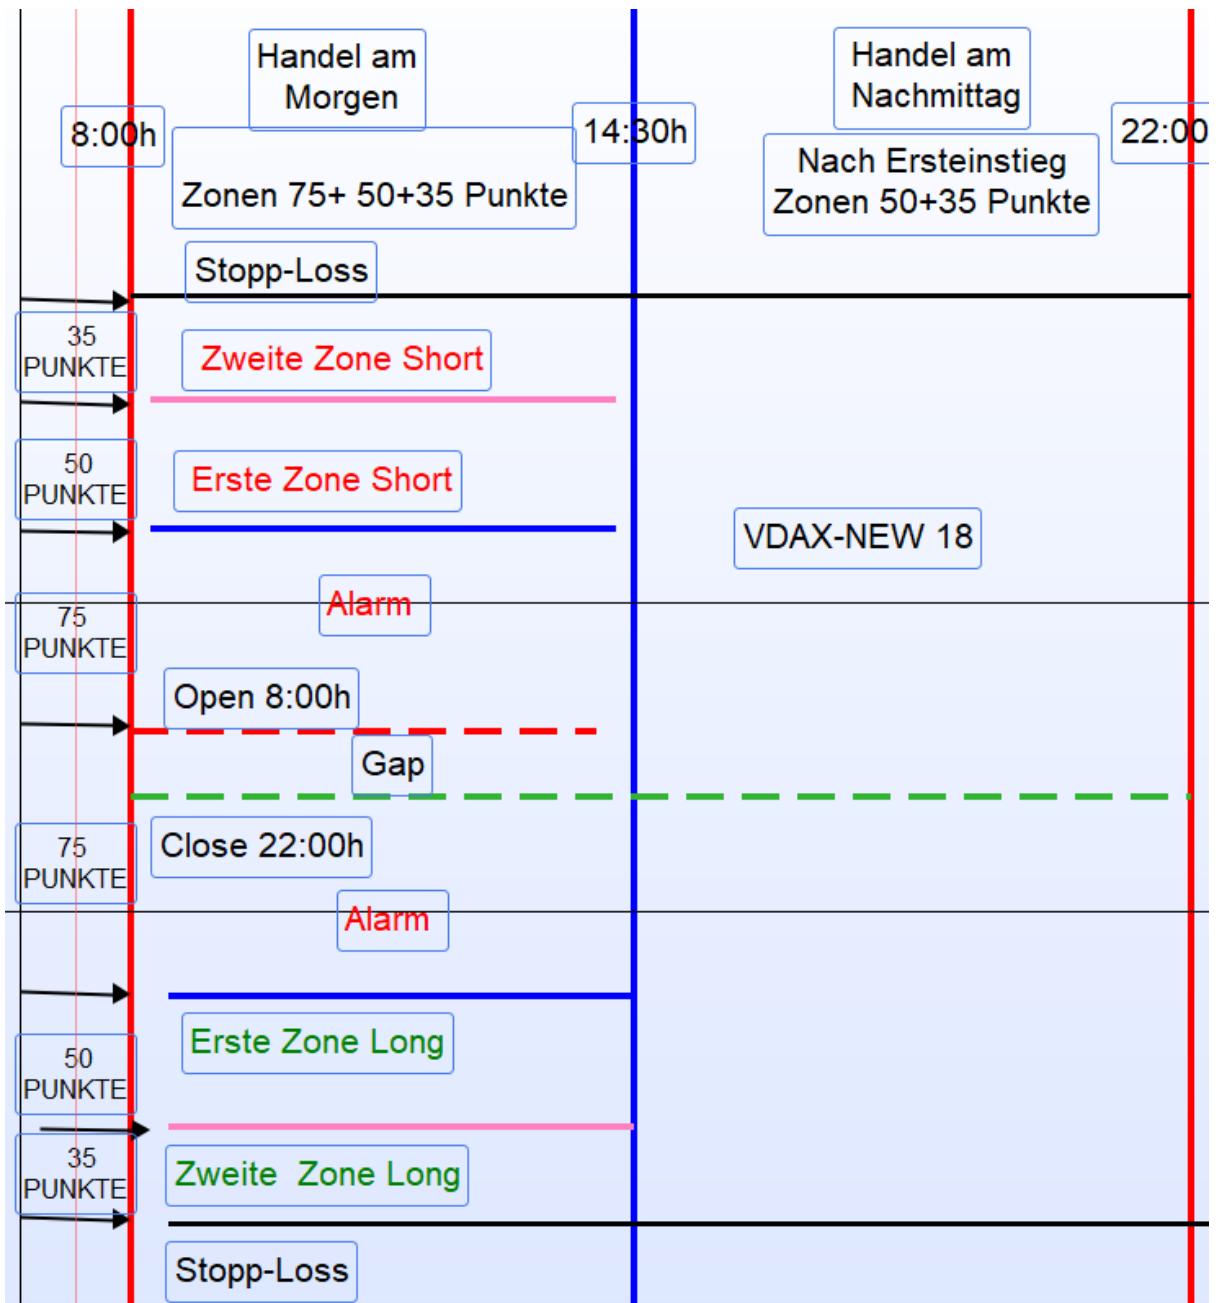 Handel am
Morgen
Handel am
Nachmittag
8:00h
14:30h
22:00
Zonen 75+ 50+35 Punkte
Nach Ersteinstieg
Zonen 50+35 Punkte
Stopp-Loss
35
PUNKTE
Zweite Zone Short
50
PUNKTE
Erste Zone Short
VDAX-NEW 18
Alarm
75
PUNKTE
Open 8:00h
Gap
75
PUNKTE
Close 22:00h
Alarm
Erste Zone Long
50
PUNKTE
35
PUNKTE
Zweite  Zone Long
Stopp-Loss